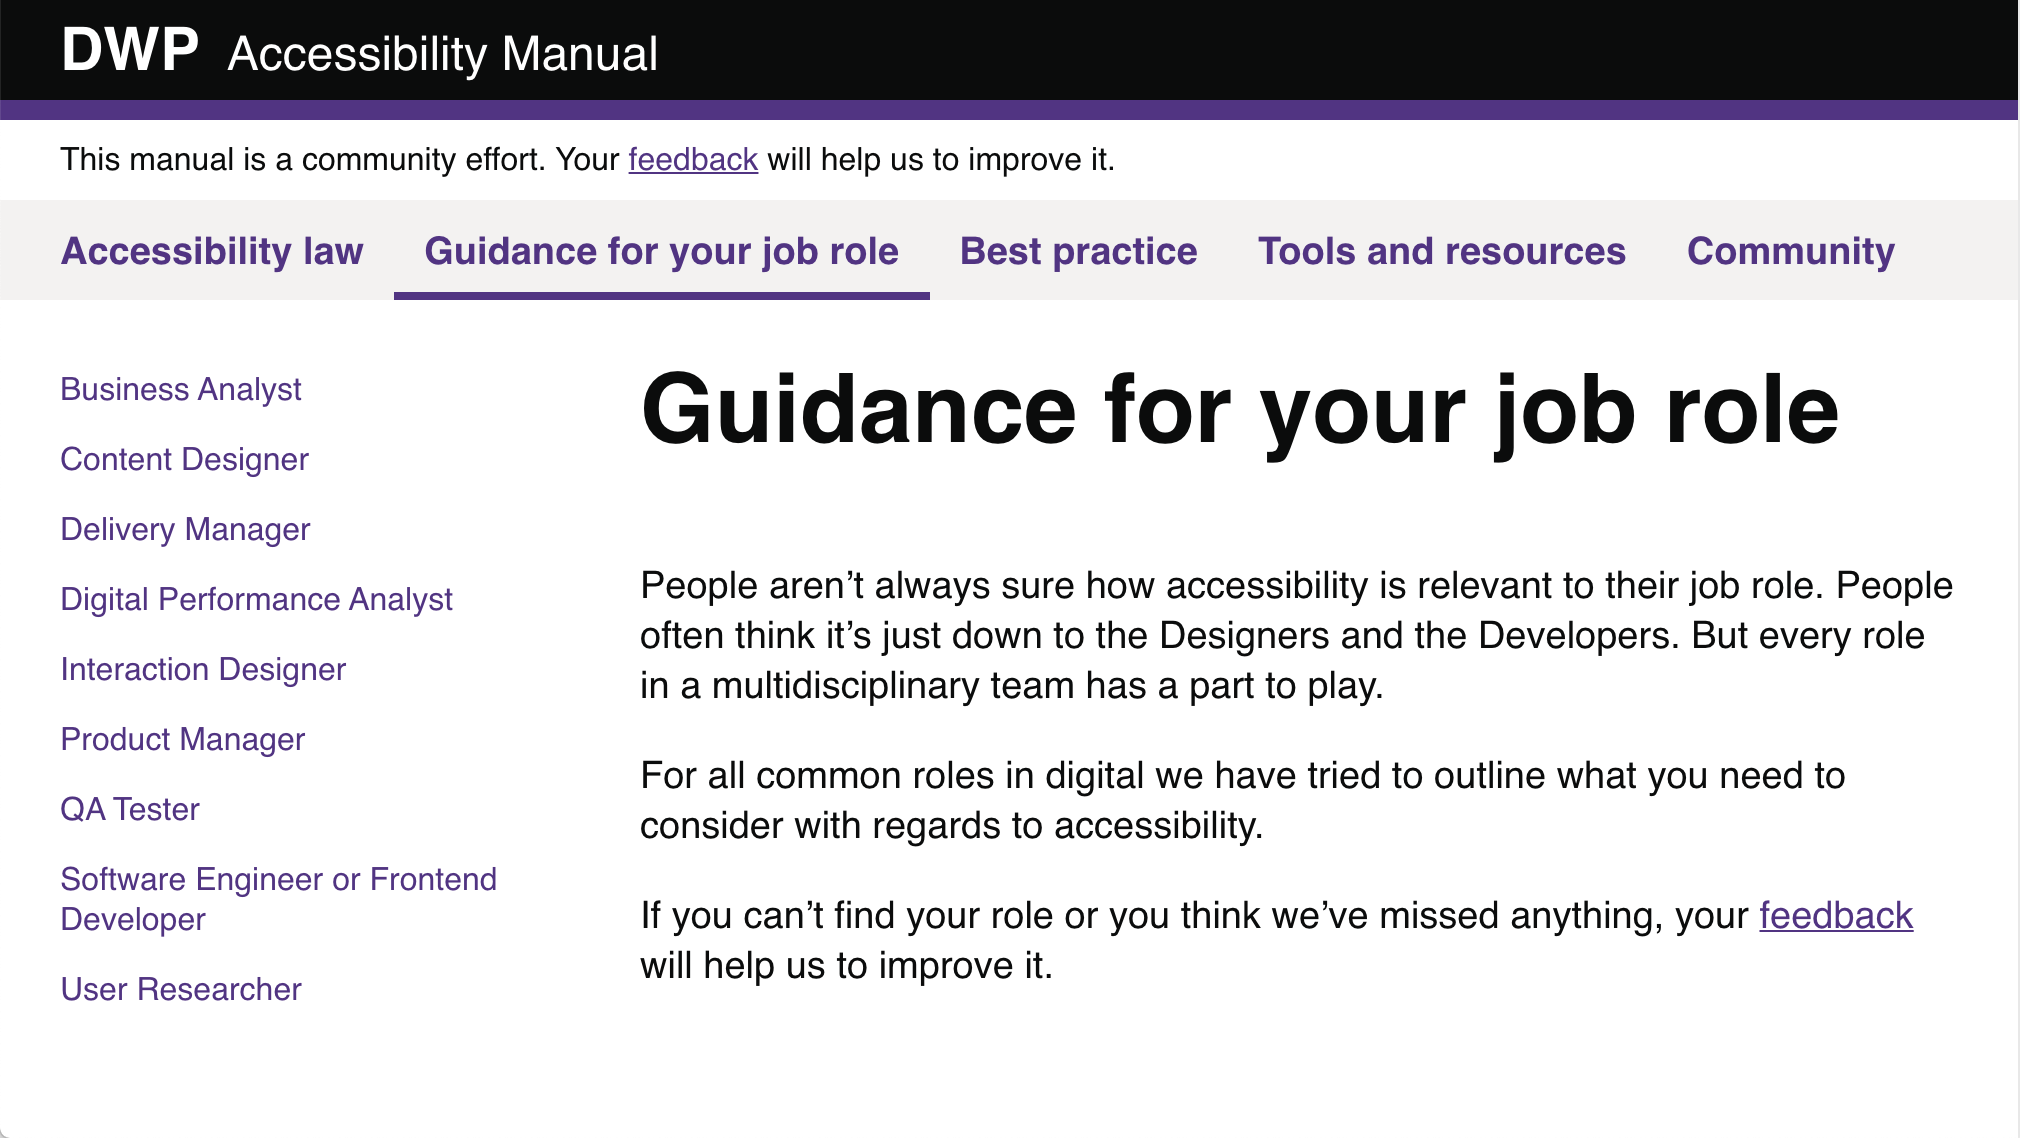 DWP Accessibility Manual
This manual is a community effort. Your feedback will help us to improve it.
Accessibility law Guidance for your job role Best practice Tools and resources Community
Business Analyst
Content Designer
Delivery Manager
Digital Performance Analyst
Interaction Designer
Product Manager
QA Tester
Software Engineer or Frontend
Developer
User Researcher
Guidance for your job role
People aren’t always sure how accessibility is relevant to their job role. People
often think it’s just down to the Designers and the Developers. But every role
in a multidisciplinary team has a part to play.
For all common roles in digital we have tried to outline what you need to
consider with regards to accessibility.
If you can’t find your role or you think we’ve missed anything, your feedback
will help us to improve it.